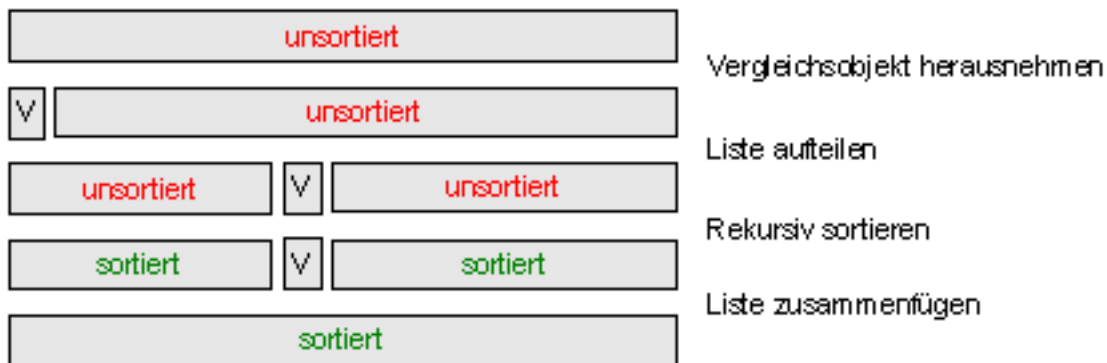 unsortiert
Vergleichsobjekt herausnehmen
V unsortiert
Liste aufteilen
unsortiert V unsortiert
Rekursiv sortieren
sortiert V sortiert
Liste zusammenfügen
sortiert